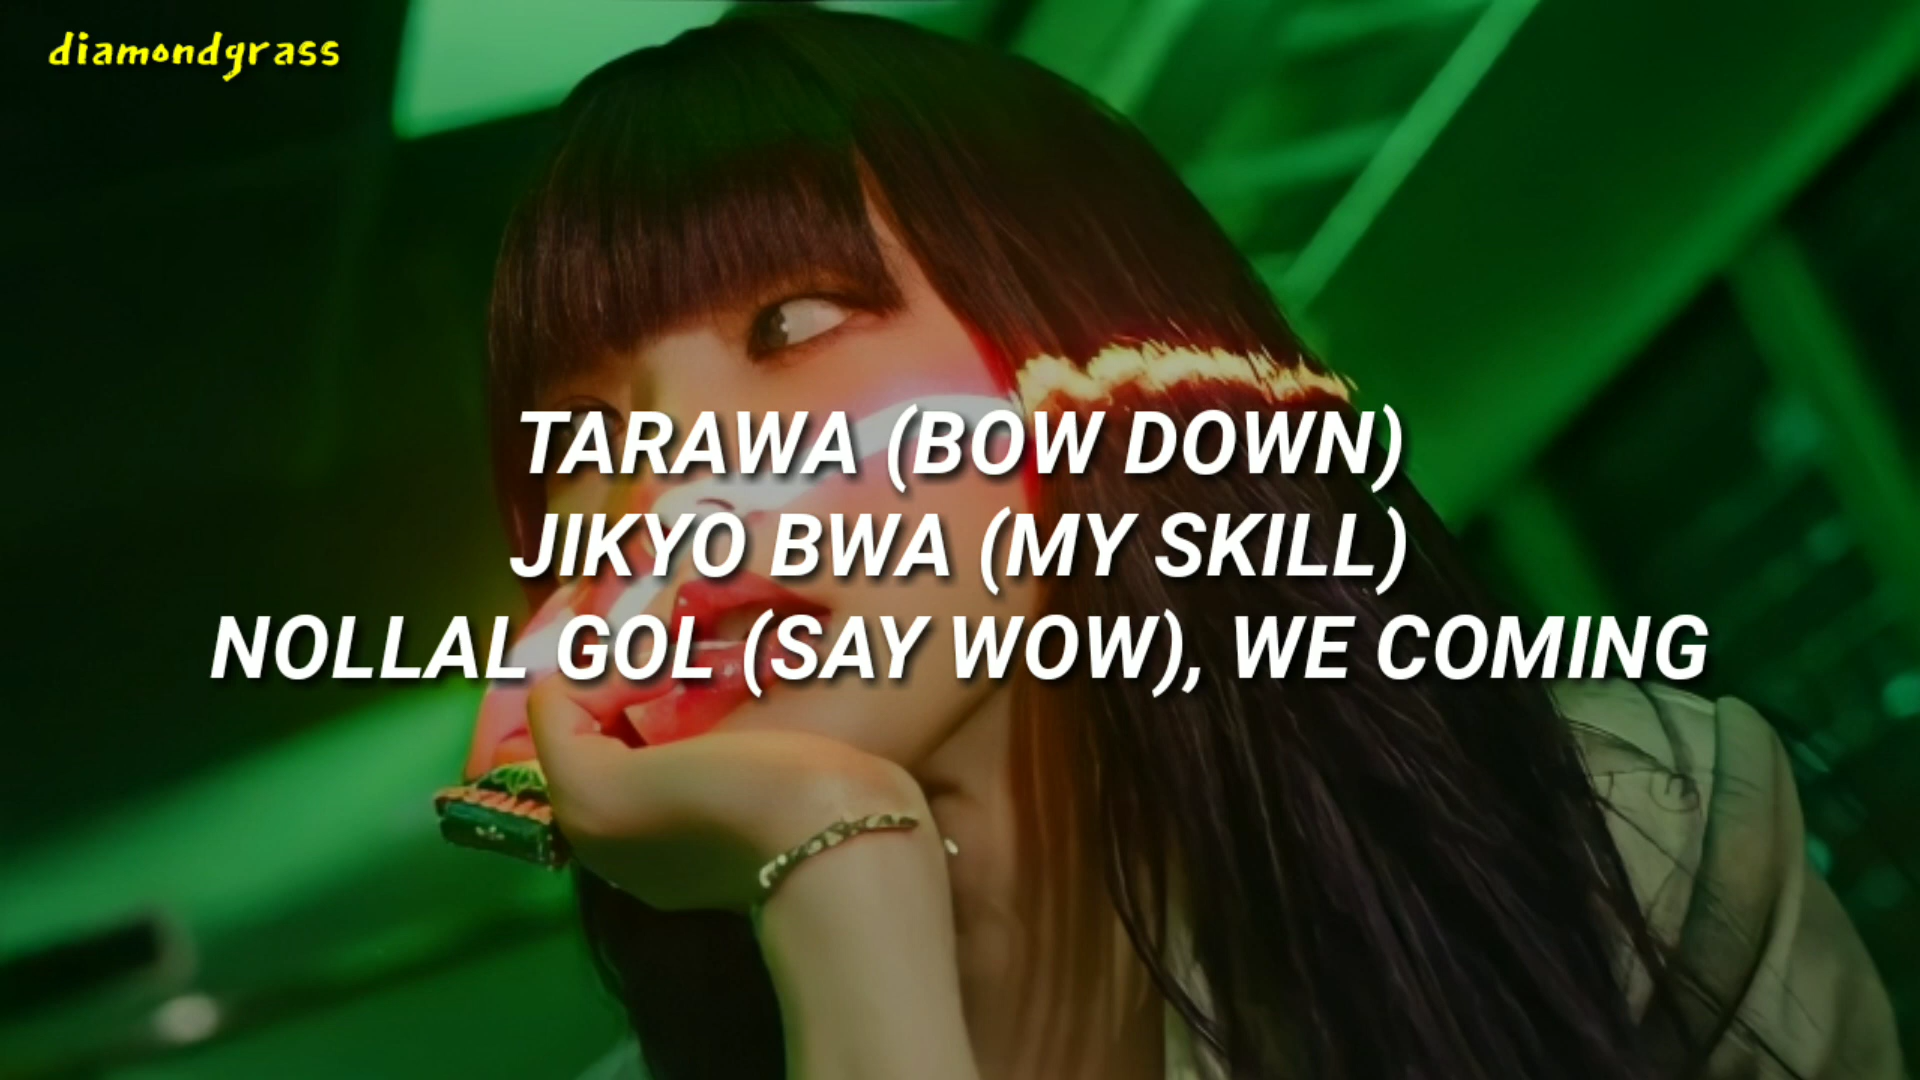 diamondgrass
TARAWA (BOW DOWN)
JIKYO BWA (MY SKILL)
NOLLAL GOL (SAY WOW), WE COMING